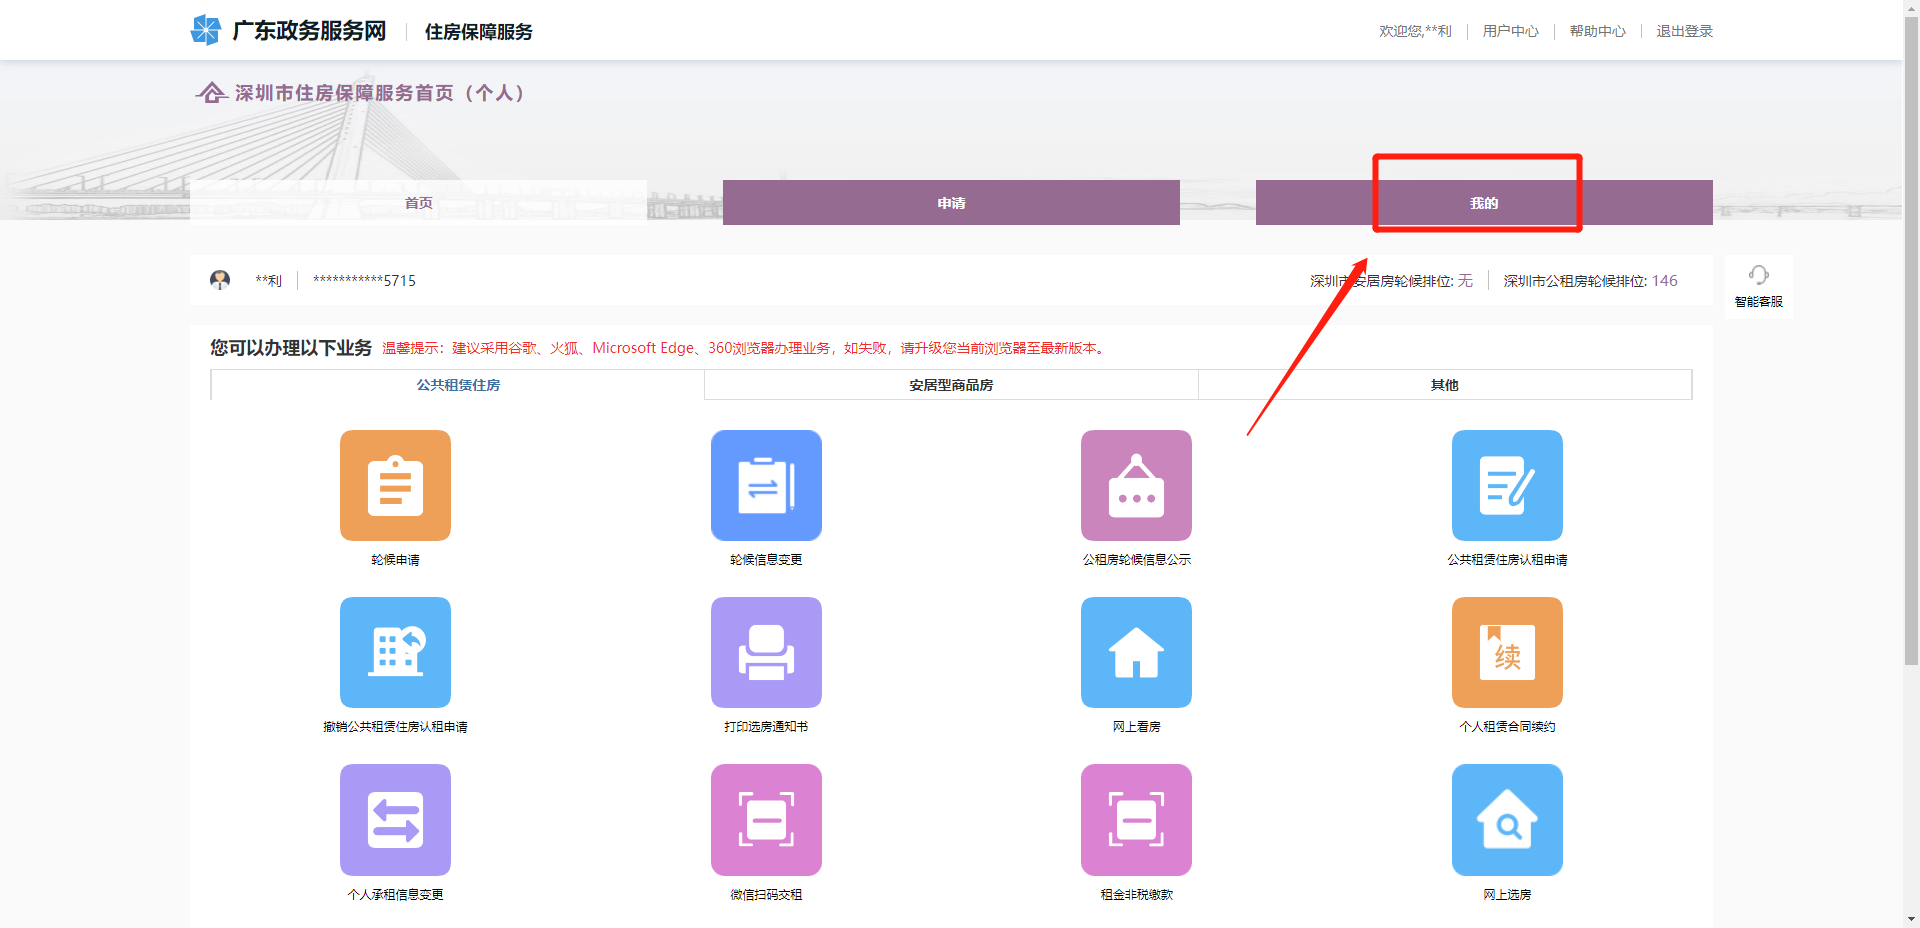 广东政务服务网 住房保障服务 欢迎您,**利 用户中心 帮助中心 退出登录
深圳市住房保障服务首页（个人）
首页 申请 我的
**利 ***********5715 深圳市安居房轮候排位: 无 深圳市公租房轮候排位: 146
智能客服
您可以办理以下业务 温馨提示：建议采用谷歌、火狐、Microsoft Edge、360浏览器办理业务，如失败，请升级您当前浏览器至最新版本。
公共租赁住房 安居型商品房 其他
轮候申请 轮候信息变更 公租房轮候信息公示 公共租赁住房认租申请
续
撤销公共租赁住房认租申请 打印选房通知书 网上看房 个人租赁合同续约
个人承租信息变更 微信扫码交租 租金非税缴款 网上选房